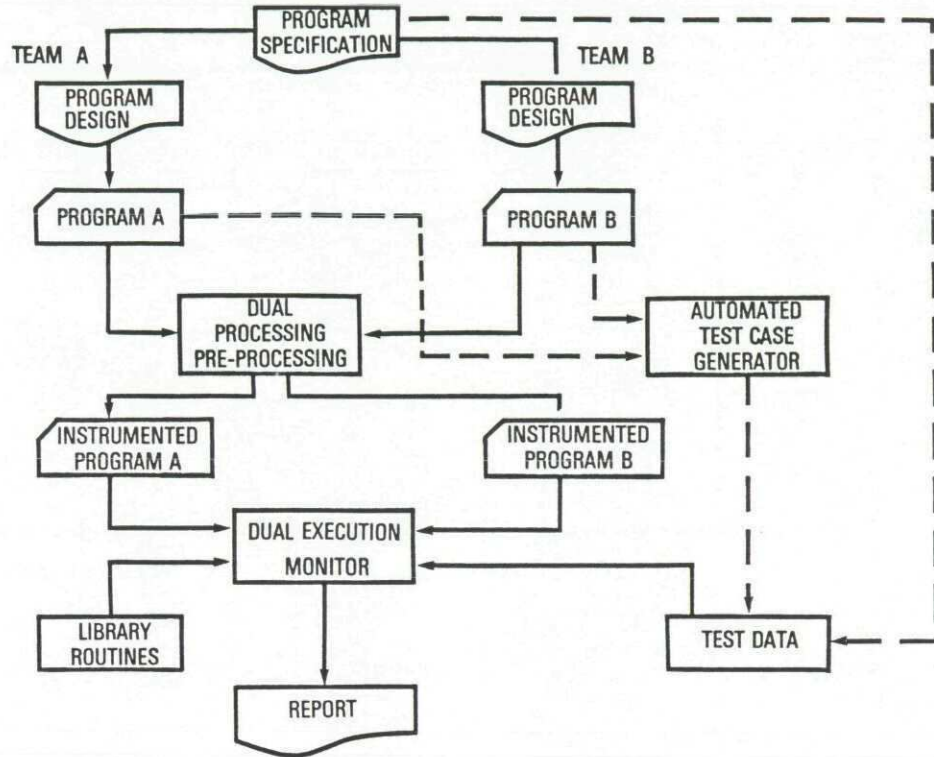 PROGRAM
SPECIFICATION
TEAM A
TEAM B
PROGRAM
DESIGN
PROGRAM
DESIGN
PROGRAM A
PROGRAM B
DUAL
PROCESSING
PRE-PROCESSING
AUTOMATED
TEST CASE
GENERATOR
INSTRUMENTED
PROGRAM A
INSTRUMENTED
PROGRAM B
DUAL EXECUTION
MONITOR
LIBRARY
ROUTINES
TEST DATA
REPORT